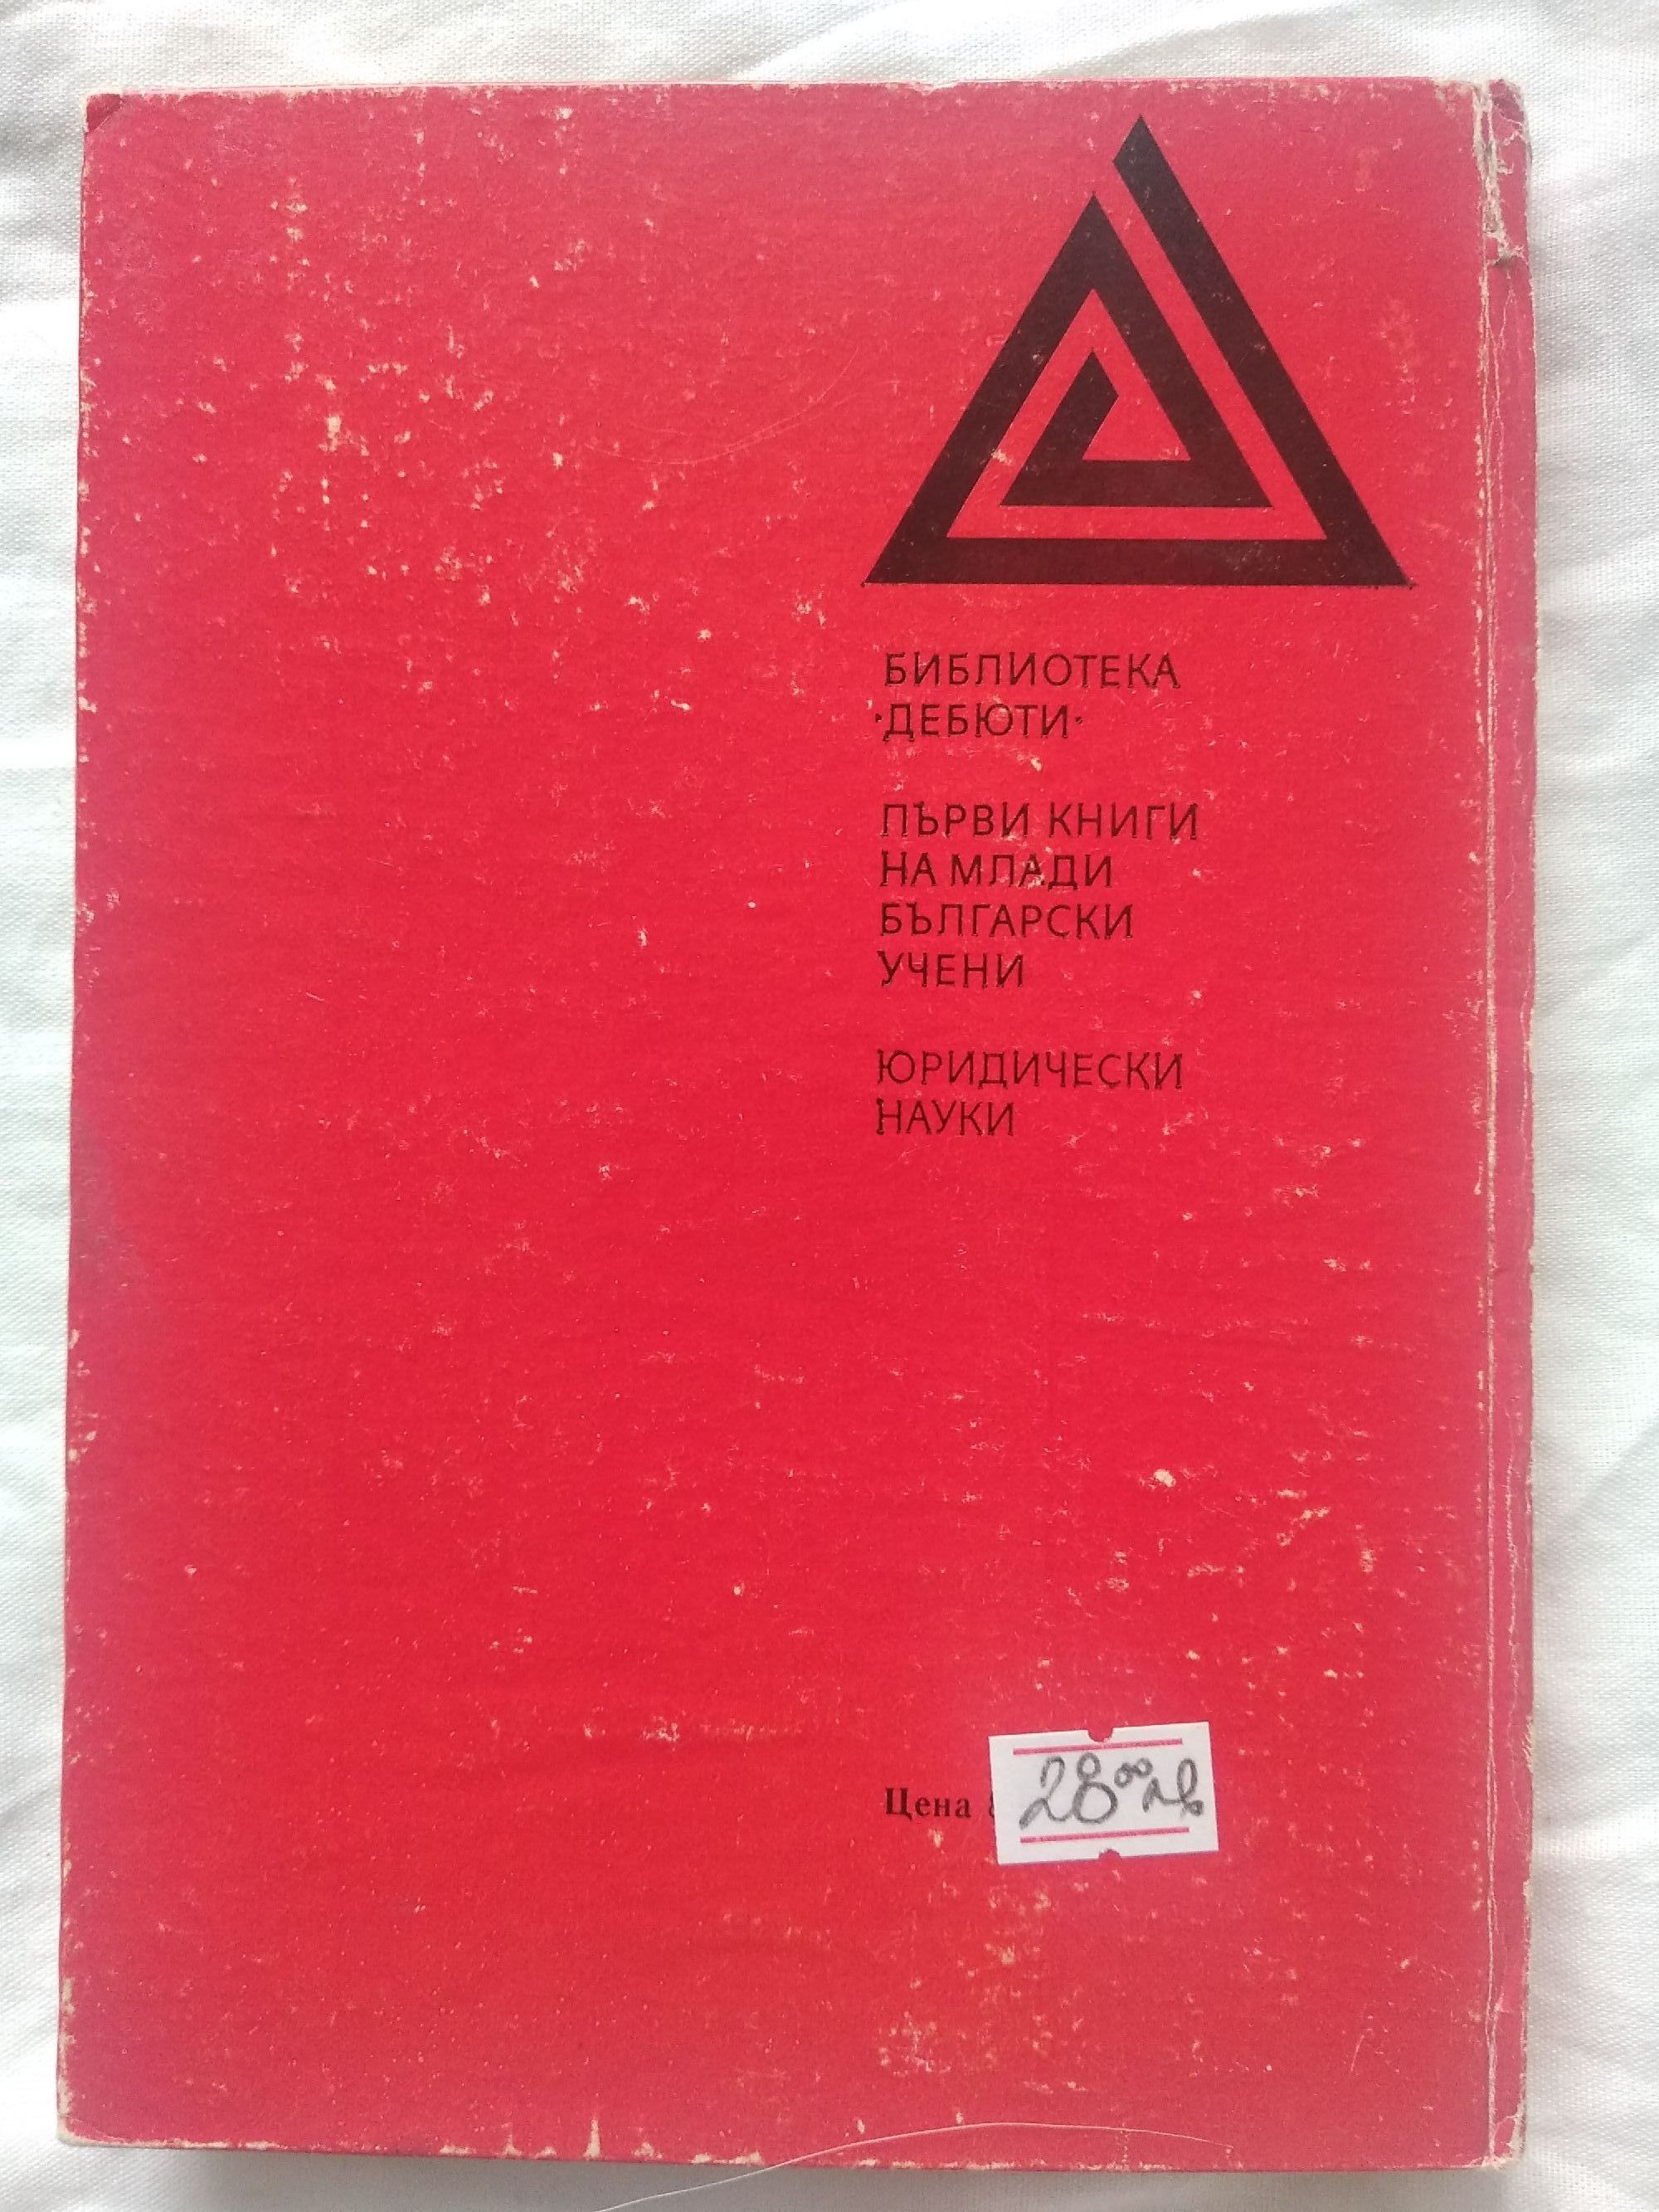 БИБЛИОТЕКА
·ДЕБЮТИ·
ПЪРВИ КНИГИ
НА МЛАДИ
БЪЛГАРСКИ
УЧЕНИ
ЮРИДИЧЕСКИ
НАУКИ
Цена 28⁰⁰ лв